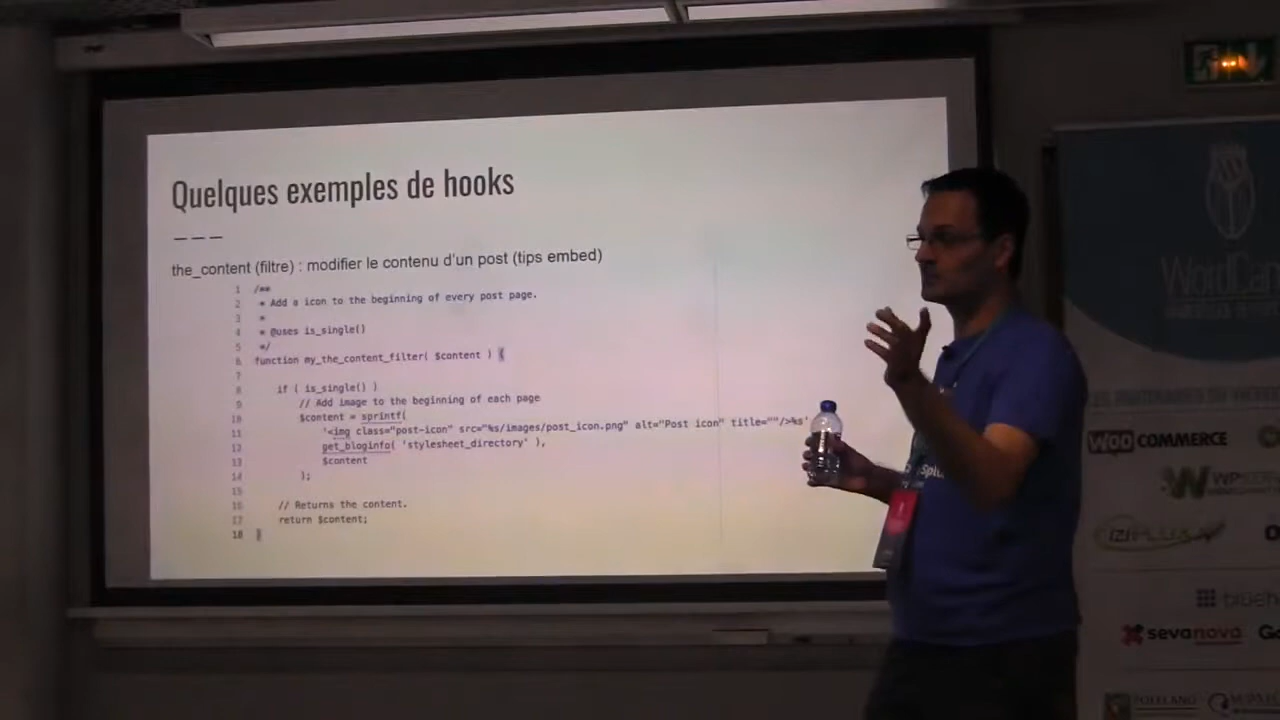 Quelques exemples de hooks
the_content (filtre) : modifier le contenu d'un post (tips embed)
1 /**
2 * Add a icon to the beginning of every post page.
3 *
4 * @uses is_single()
5 */
6 function my_the_content_filter( $content ) {
7
8 if ( is_single() )
9 // Add image to the beginning of each page
10 $content = sprintf(
11 '<img class="post-icon" src="%s/images/post_icon.png" alt="Post icon" title=""/>%s',
12 get_bloginfo( 'stylesheet_directory' ),
13 $content
14 );
15
16 // Returns the content.
17 return $content;
18 }
WordCam
WOO COMMERCE
sevanova